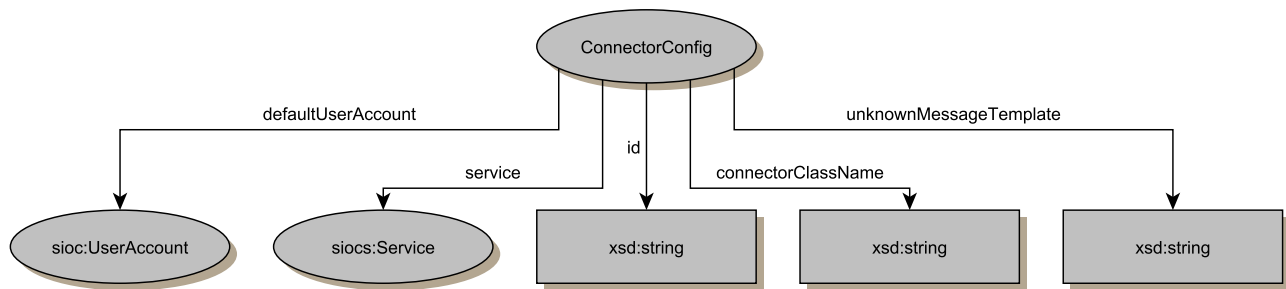 ConnectorConfig
defaultUserAccount
unknownMessageTemplate
id
service
connectorClassName
sioc:UserAccount
siocs:Service
xsd:string
xsd:string
xsd:string